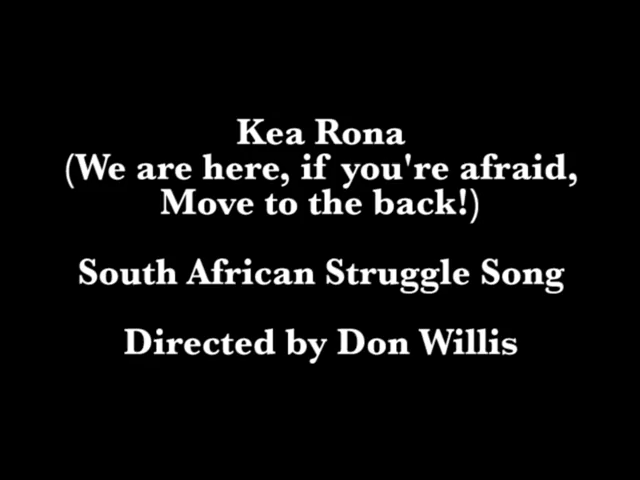 Kea Rona
(We are here, if you're afraid,
Move to the back!)
South African Struggle Song
Directed by Don Willis